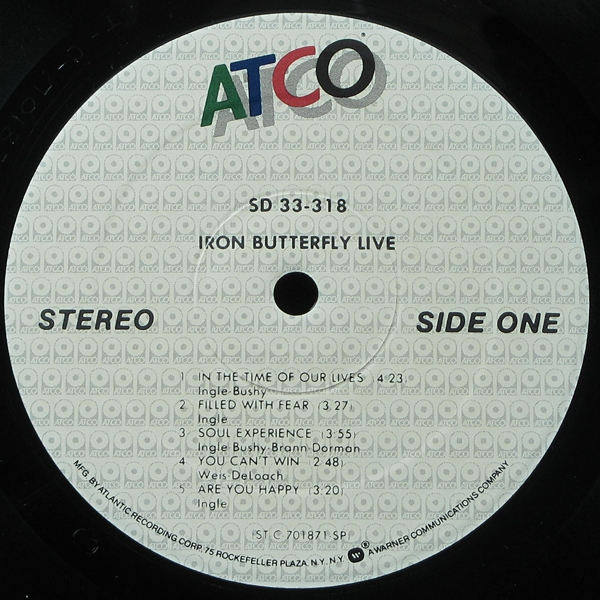 ATCO
SD 33-318
IRON BUTTERFLY LIVE
STEREO
SIDE ONE
1 IN THE TIME OF OUR LIVES (4:23)
Ingle-Bushy
2 FILLED WITH FEAR (3:27)
Ingle
3 SOUL EXPERIENCE (3:55)
Ingle-Bushy-Brann-Dorman
4 YOU CAN'T WIN (2:48)
Weis-DeLoach
5 ARE YOU HAPPY (3:20)
Ingle
(ST-C-701871-SP)
MFG. BY ATLANTIC RECORDING CORP. 75 ROCKEFELLER PLAZA, N.Y. N.Y. ® A WARNER COMMUNICATIONS COMPANY